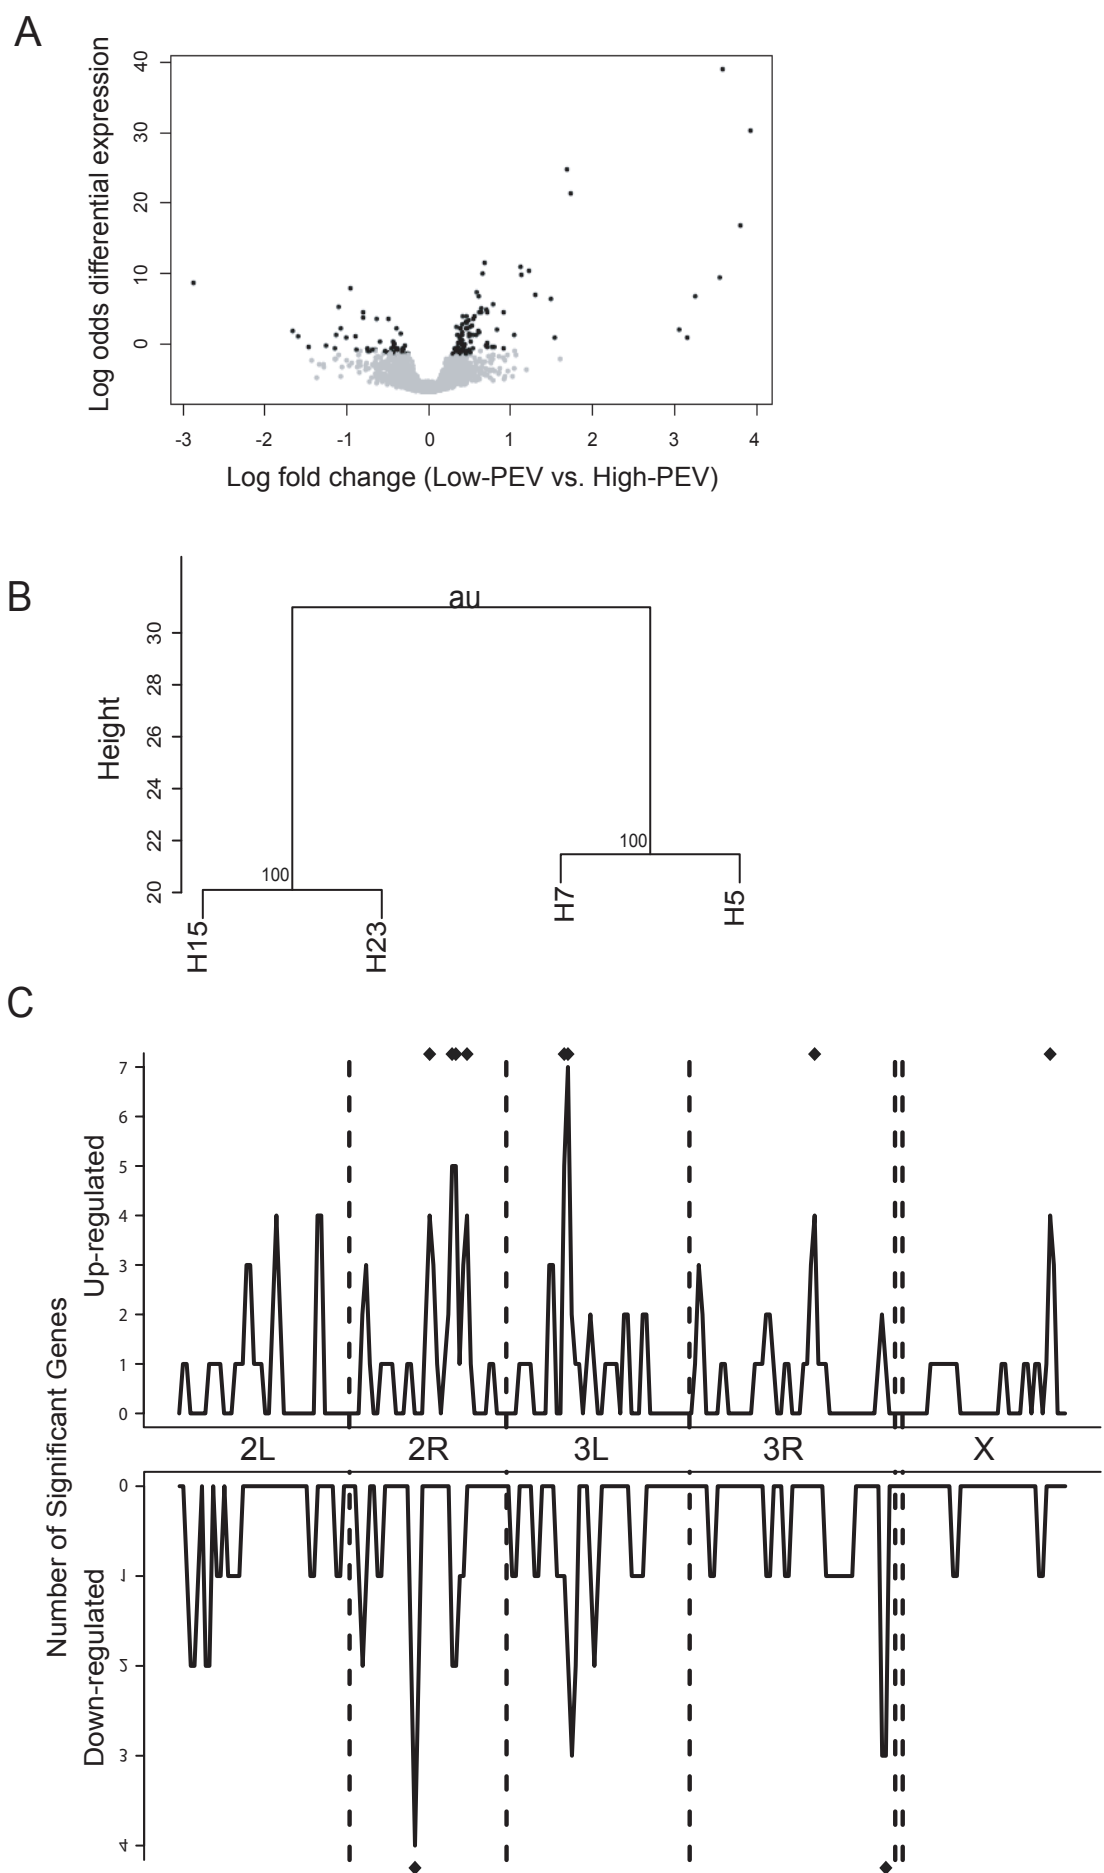 A
Log odds differential expression
40
30
20
10
0
-3 -2 -1 0 1 2 3 4
Log fold change (Low-PEV vs. High-PEV)
B
au
Height
30
28
26
24
22
20
100
100
H15
H23
H7
H5
C
Number of Significant Genes
Up-regulated
7
6
5
4
3
2
1
0
2L 2R 3L 3R X
Down-regulated
0
1
3
4